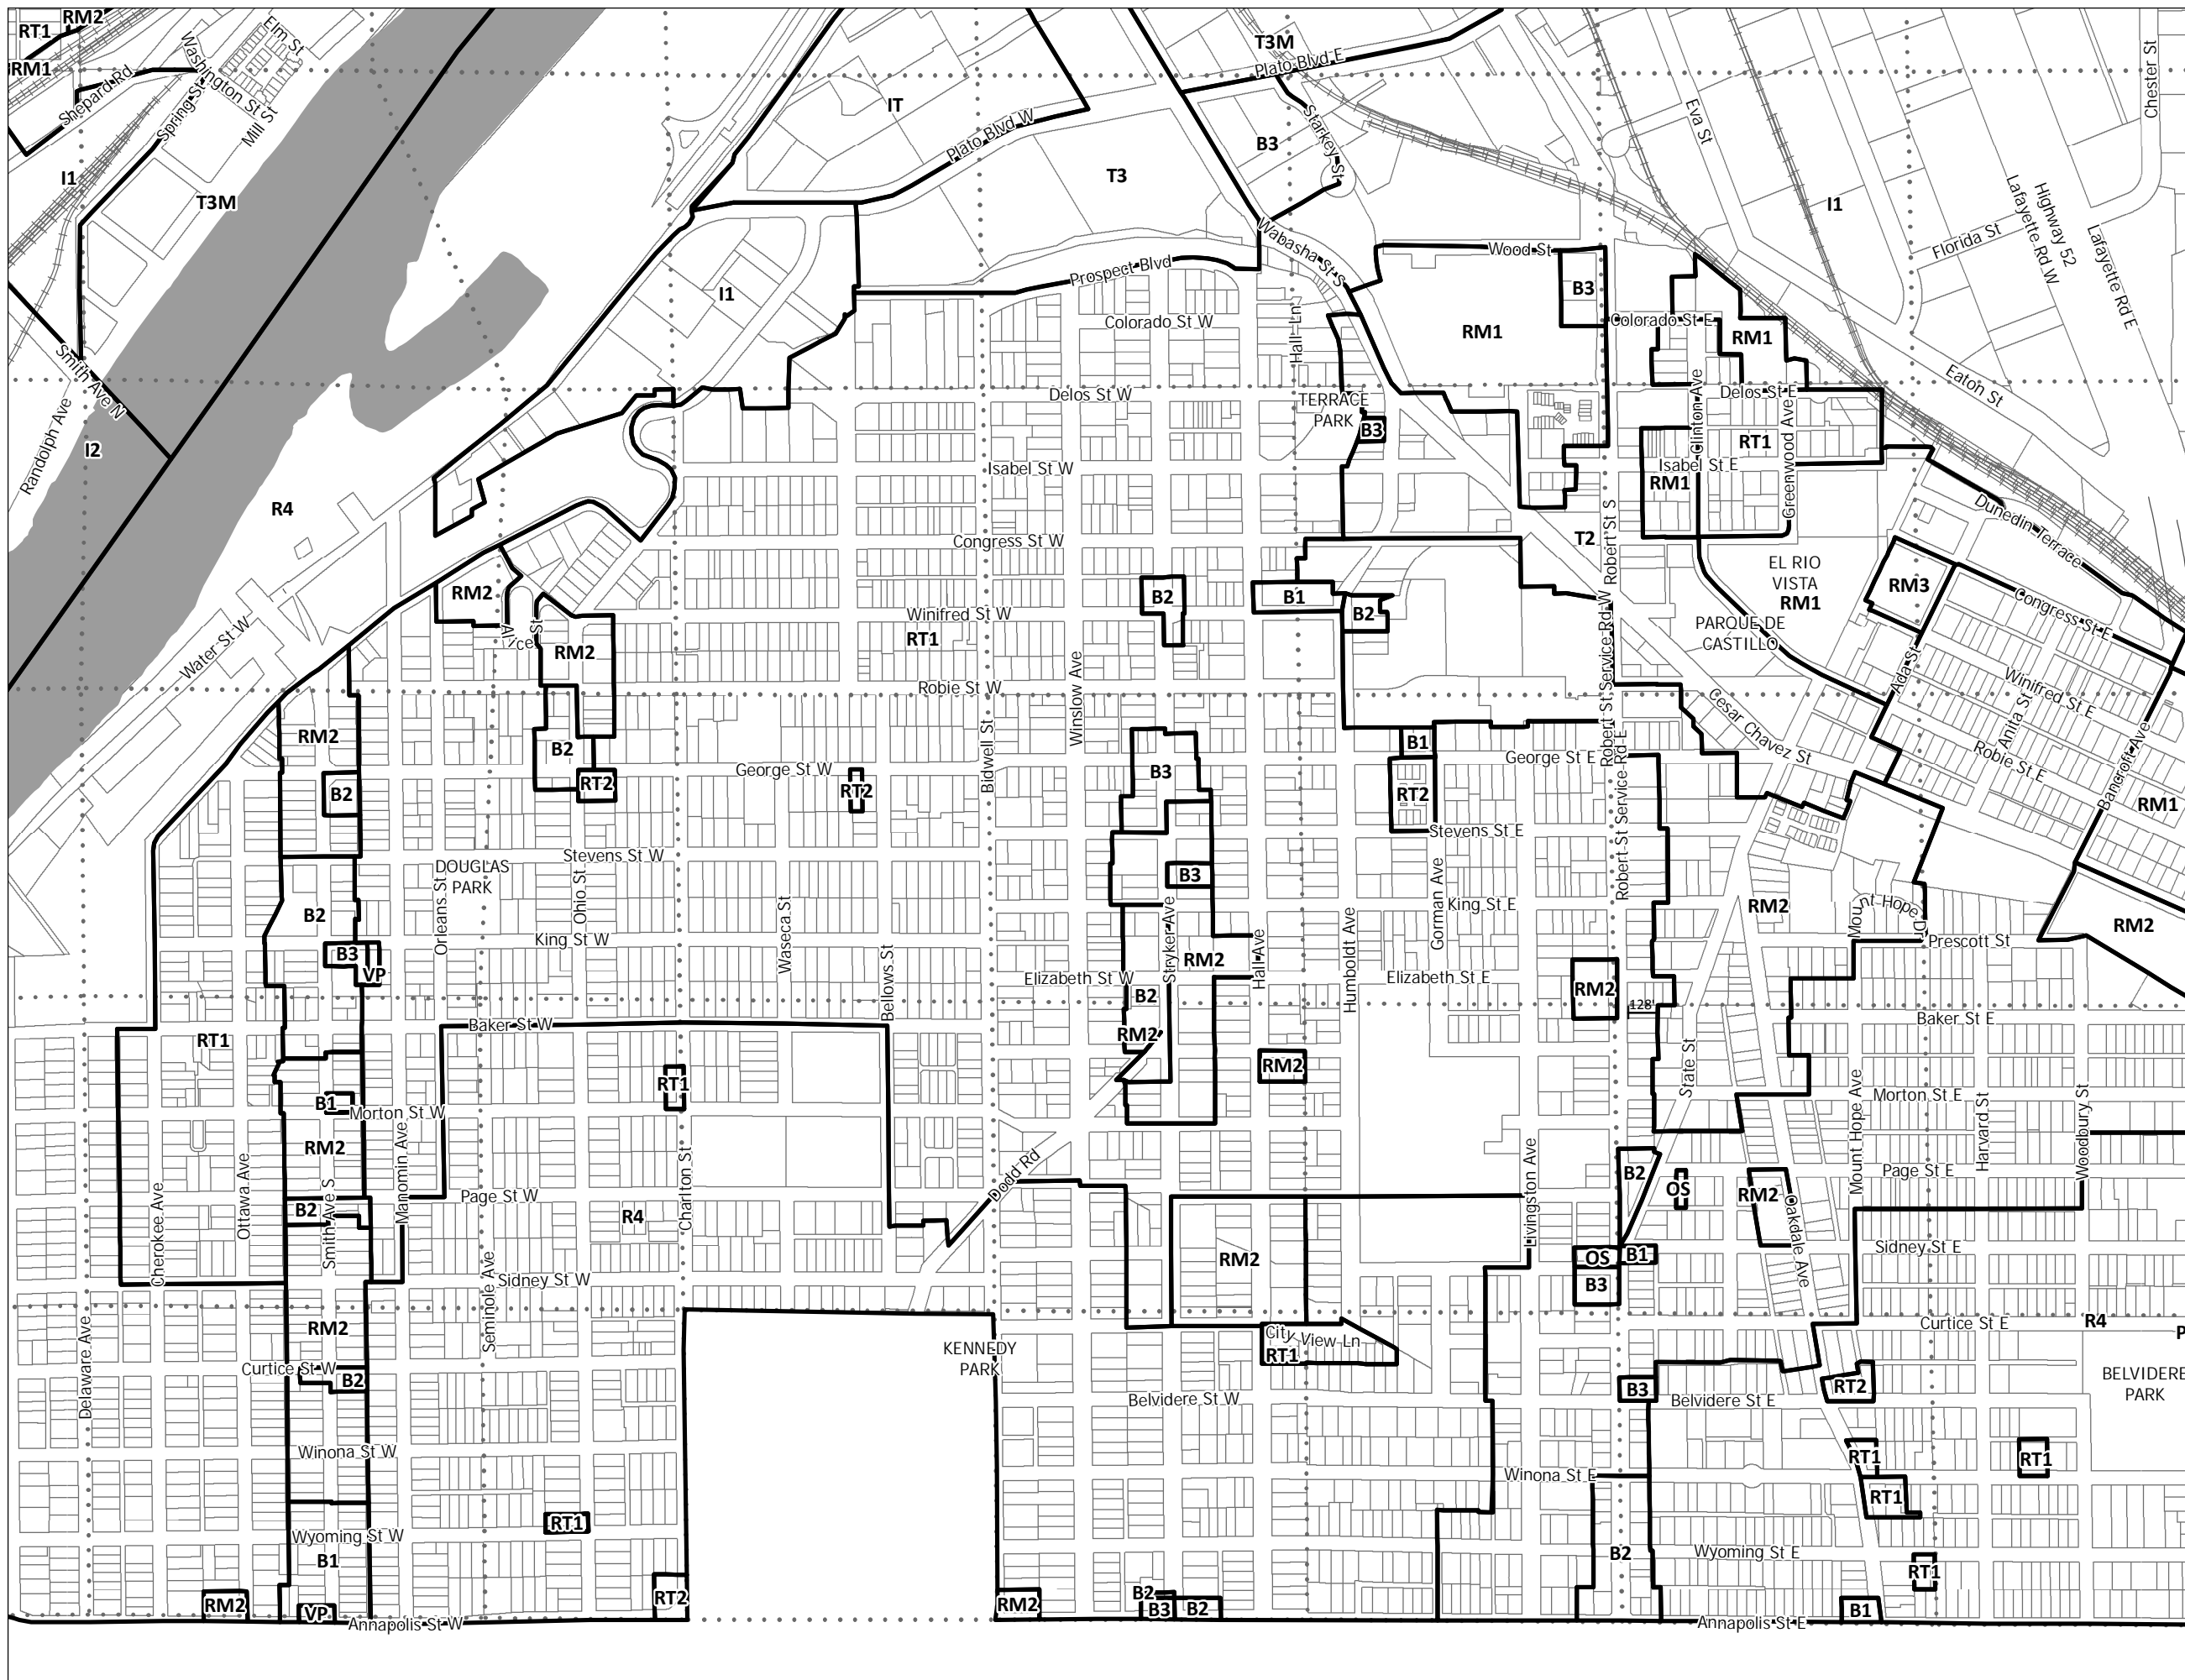 RM2
RT1
Elm St
T3M
Chester St
Washington St
Plato Blvd E
RM1
Shepard Rd
Spring St
Mill St
IT
Starkey St
Eva St
Plato Blvd W
B3
I1
T3
T3M
I1
Highway 52
Lafayette Rd W
Florida St
Lafayette Rd E
Wabasha St S
Wood St
Prospect Blvd
I1
B3
Colorado St W
Hall Ln
RM1
Colorado St E
RM1
Smith Ave N
Eaton St
Delos St W
Delos St E
TERRACE
PARK
Clinton Ave
Greenwood Ave
B3
RT1
Randolph Ave
I2
Isabel St W
Isabel St E
RM1
R4
Dunedin Terrace
Congress St W
T2
Robert St S
EL RIO
VISTA
RM1
RM3
RM2
B2
B1
B2
Congress St E
Winifred St W
RT1
Alice St
PARQUE DE
CASTILLO
Water St W
RM2
Winslow Ave
Robert St Service Rd W
Ada St
Robie St W
Winifred St E
Anita St
Cesar Chavez St
RM2
B2
Bidwell St
B1
George St E
Robert St Service Rd E
Robie St E
Bancroft Ave
George St W
B3
RT2
RT2
B2
RT2
RM1
Stevens St E
Stevens St W
DOUGLAS
PARK
B3
Orleans St
Ohio St
Waseca St
Gorman Ave
King St E
RM2
Mount Hope Dr
B2
Humboldt Ave
RM2
King St W
Prescott St
B3
VP
Stryker Ave
Hall Ave
RM2
Elizabeth St W
Elizabeth St E
Bellows St
B2
RM2
128
Baker St W
Baker St E
RT1
RM2
RM2
RT1
State St
B1
Morton St W
Morton St E
Mount Hope Ave
Harvard St
Woodbury St
RM2
Manomin Ave
Livingston Ave
Dodd Rd
B2
Page St E
Ottawa Ave
Cherokee Ave
Smith Ave S
Page St W
Charlton St
OS
RM2
B2
R4
Oakdale Ave
RM2
OS
B1
Sidney St E
Seminole Ave
Sidney St W
B3
RM2
Delaware Ave
Curtice St E
R4
P
City View Ln
RT1
KENNEDY
PARK
Curtice St W
B2
B3
RT2
BELVIDERE
PARK
Belvidere St W
Belvidere St E
Winona St W
RT1
RT1
Winona St E
RT1
RT1
Wyoming St W
B1
B2
Wyoming St E
RT1
RM2
VP
RT2
RM2
B2
B3
B2
B1
Annapolis St W
Annapolis St E